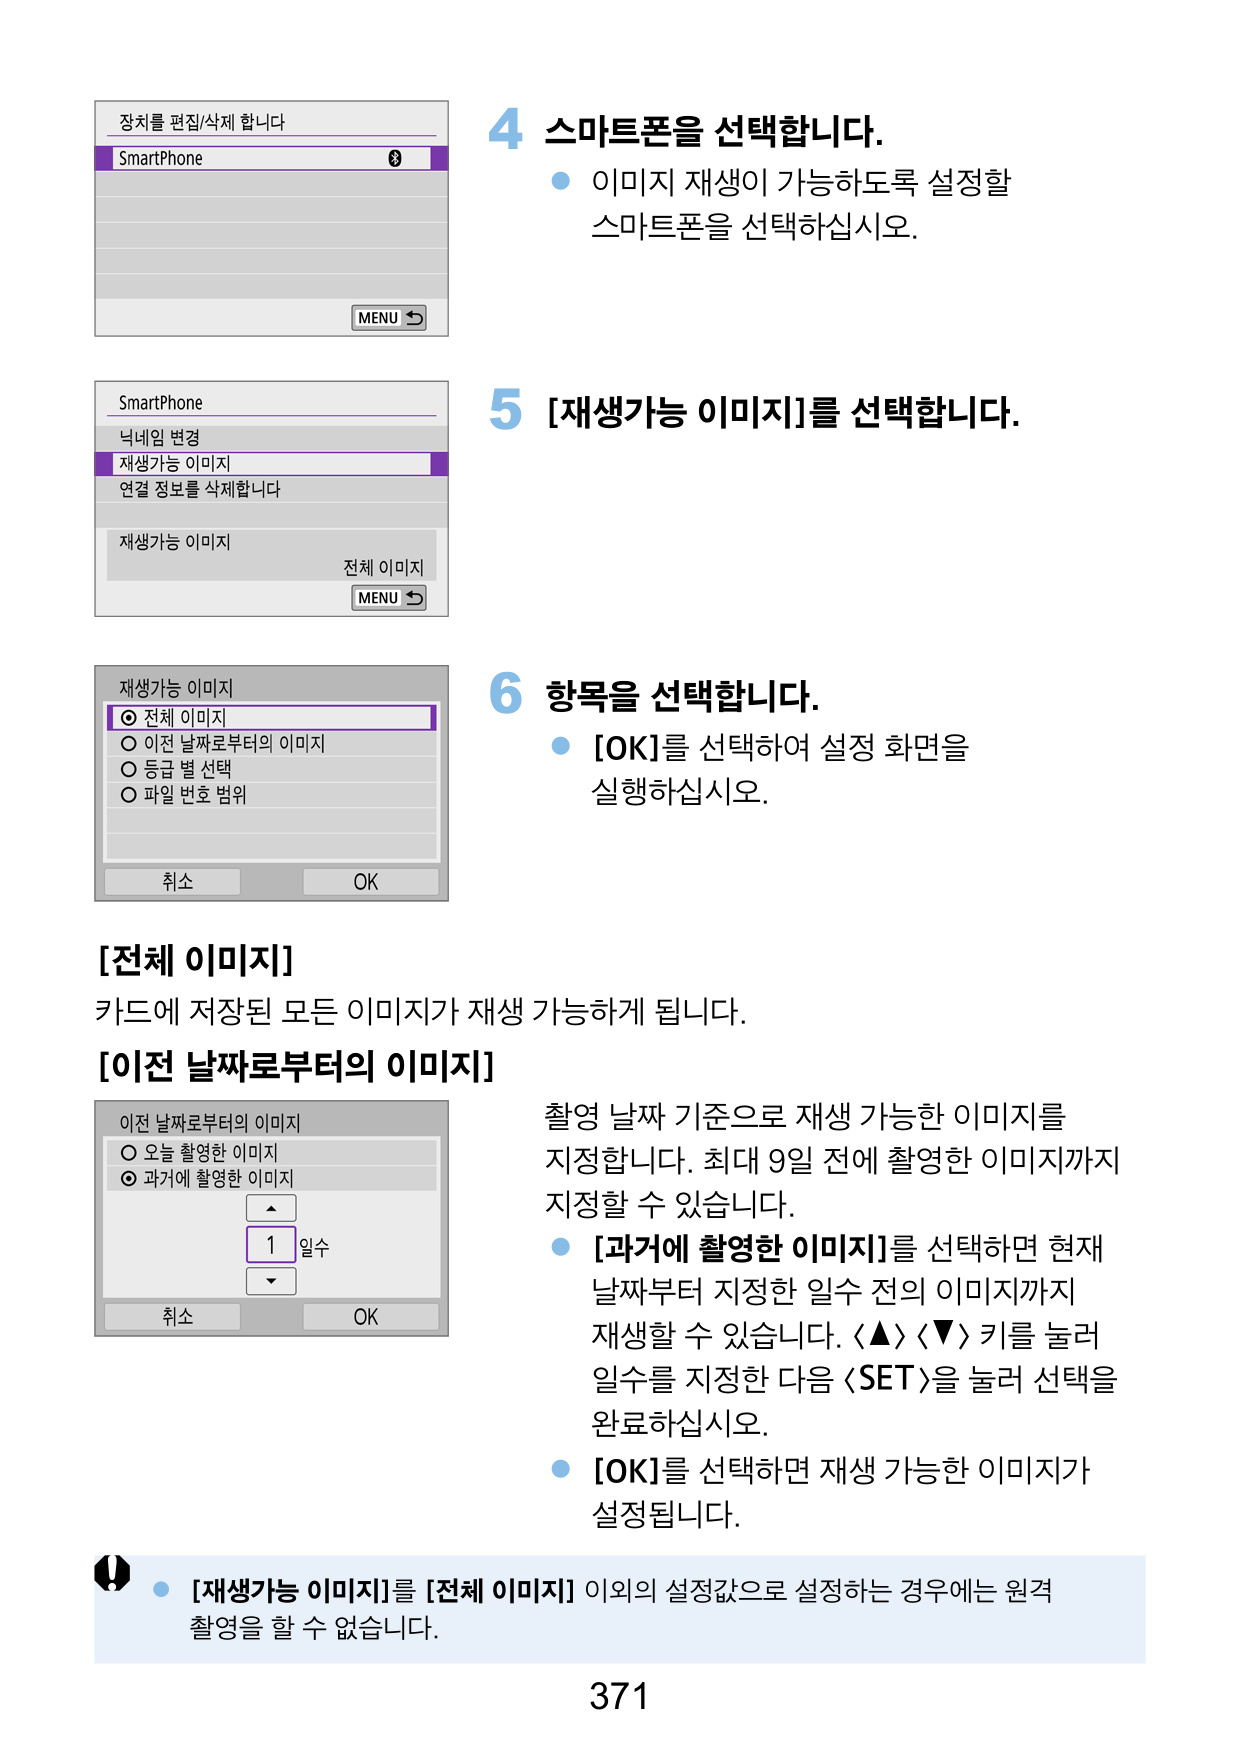 장치를 편집/삭제 합니다
SmartPhone
MENU
4 스마트폰을 선택합니다.
● 이미지 재생이 가능하도록 설정할
스마트폰을 선택하십시오.
SmartPhone
닉네임 변경
재생가능 이미지
연결 정보를 삭제합니다
재생가능 이미지
전체 이미지
MENU
5 [재생가능 이미지]를 선택합니다.
재생가능 이미지
전체 이미지
이전 날짜로부터의 이미지
등급 별 선택
파일 번호 범위
취소 OK
6 항목을 선택합니다.
● [OK]를 선택하여 설정 화면을
실행하십시오.
[전체 이미지]
카드에 저장된 모든 이미지가 재생 가능하게 됩니다.
[이전 날짜로부터의 이미지]
이전 날짜로부터의 이미지
오늘 촬영한 이미지
과거에 촬영한 이미지
1 일수
취소 OK
촬영 날짜 기준으로 재생 가능한 이미지를
지정합니다. 최대 9일 전에 촬영한 이미지까지
지정할 수 있습니다.
● [과거에 촬영한 이미지]를 선택하면 현재
날짜부터 지정한 일수 전의 이미지까지
재생할 수 있습니다. 〈▲〉〈▼〉 키를 눌러
일수를 지정한 다음 〈SET〉을 눌러 선택을
완료하십시오.
● [OK]를 선택하면 재생 가능한 이미지가
설정됩니다.
● [재생가능 이미지]를 [전체 이미지] 이외의 설정값으로 설정하는 경우에는 원격
촬영을 할 수 없습니다.
371